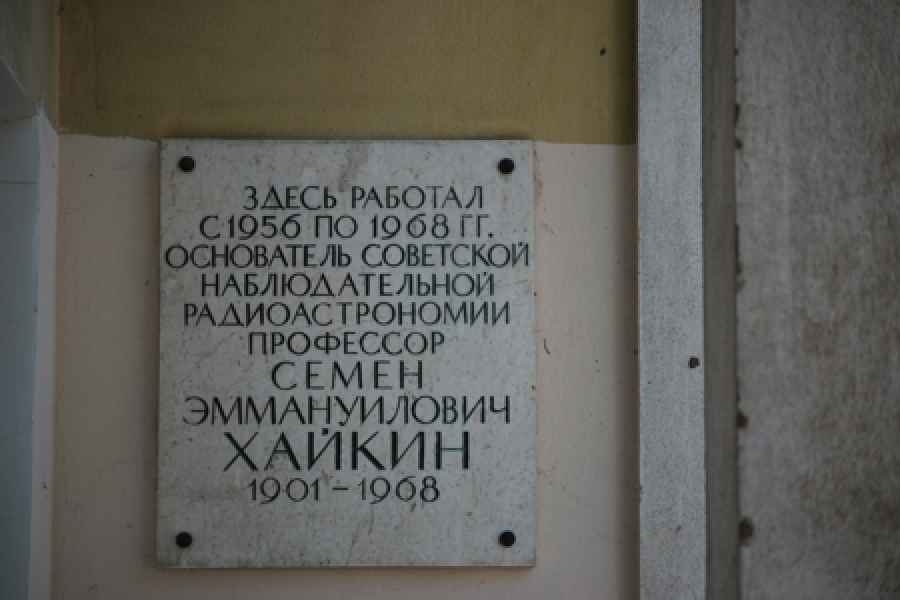 ЗДЕСЬ РАБОТАЛ
С 1956 ПО 1968 ГГ.
ОСНОВАТЕЛЬ СОВЕТСКОЙ
НАБЛЮДАТЕЛЬНОЙ
РАДИОАСТРОНОМИИ
ПРОФЕССОР
СЕМЕН
ЭММАНУИЛОВИЧ
ХАЙКИН
1901 – 1968